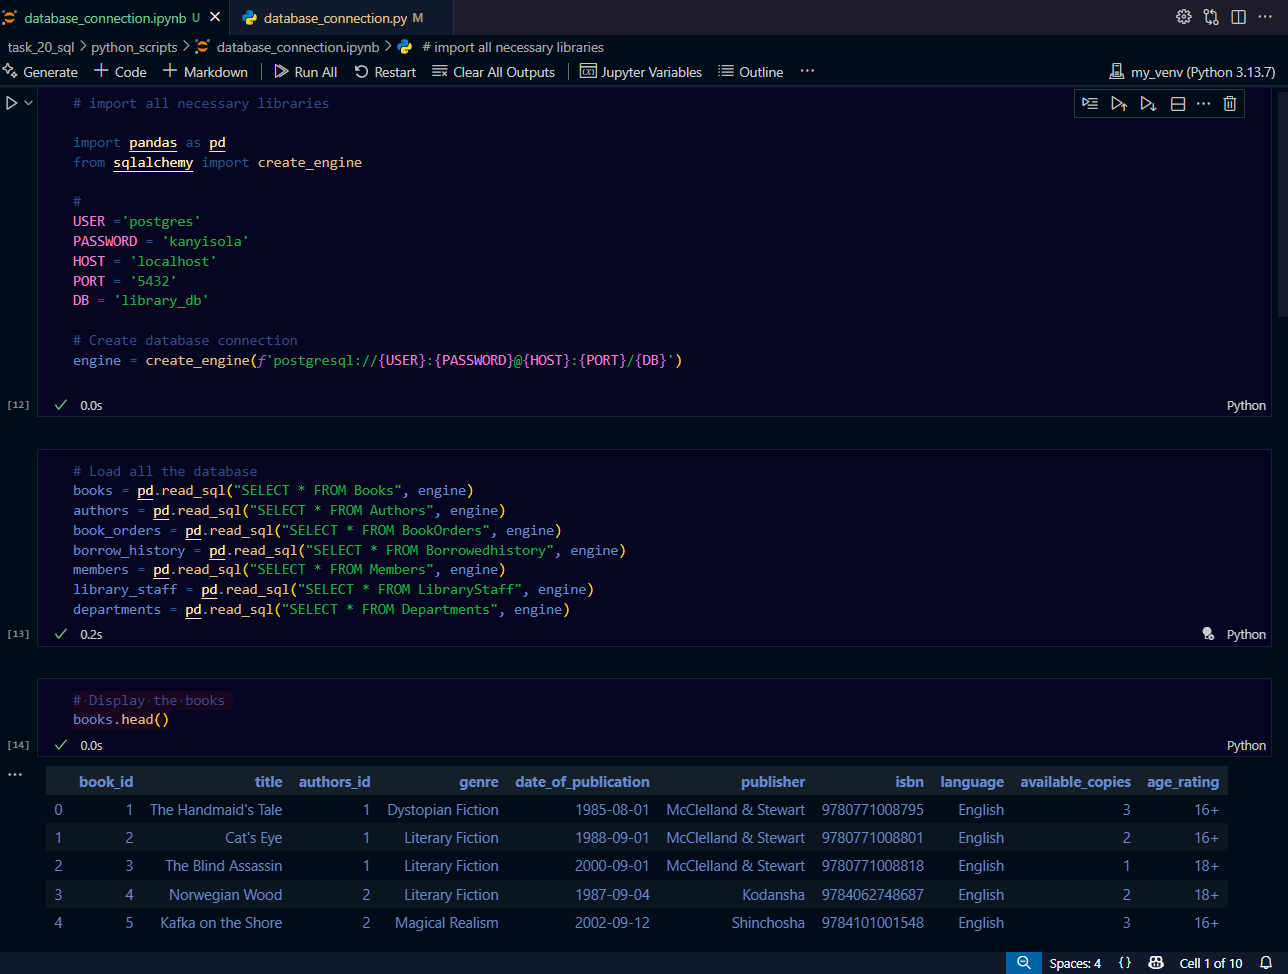 database_connection.ipynb U
database_connection.py M
task_20_sql > python_scripts > database_connection.ipynb > # import all necessary libraries
Generate + Code + Markdown Run All Restart Clear All Outputs Jupyter Variables Outline ... my_venv (Python 3.13.7)
# import all necessary libraries
import pandas as pd
from sqlalchemy import create_engine
#
USER ='postgres'
PASSWORD = 'kanyisola'
HOST = 'localhost'
PORT = '5432'
DB = 'library_db'
# Create database connection
engine = create_engine(f'postgresql://{USER}:{PASSWORD}@{HOST}:{PORT}/{DB}')
[12] 0.0s Python
# Load all the database
books = pd.read_sql("SELECT * FROM Books", engine)
authors = pd.read_sql("SELECT * FROM Authors", engine)
book_orders = pd.read_sql("SELECT * FROM BookOrders", engine)
borrow_history = pd.read_sql("SELECT * FROM Borrowedhistory", engine)
members = pd.read_sql("SELECT * FROM Members", engine)
library_staff = pd.read_sql("SELECT * FROM LibraryStaff", engine)
departments = pd.read_sql("SELECT * FROM Departments", engine)
[13] 0.2s Python
# Display the books
books.head()
[14] 0.0s Python
book_id title authors_id genre date_of_publication publisher isbn language available_copies age_rating
0 1 The Handmaid's Tale 1 Dystopian Fiction 1985-08-01 McClelland & Stewart 9780771008795 English 3 16+
1 2 Cat's Eye 1 Literary Fiction 1988-09-01 McClelland & Stewart 9780771008801 English 2 16+
2 3 The Blind Assassin 1 Literary Fiction 2000-09-01 McClelland & Stewart 9780771008818 English 1 18+
3 4 Norwegian Wood 2 Literary Fiction 1987-09-04 Kodansha 9784062748687 English 2 18+
4 5 Kafka on the Shore 2 Magical Realism 2002-09-12 Shinchosha 9784101001548 English 3 16+
Spaces: 4 {} Cell 1 of 10